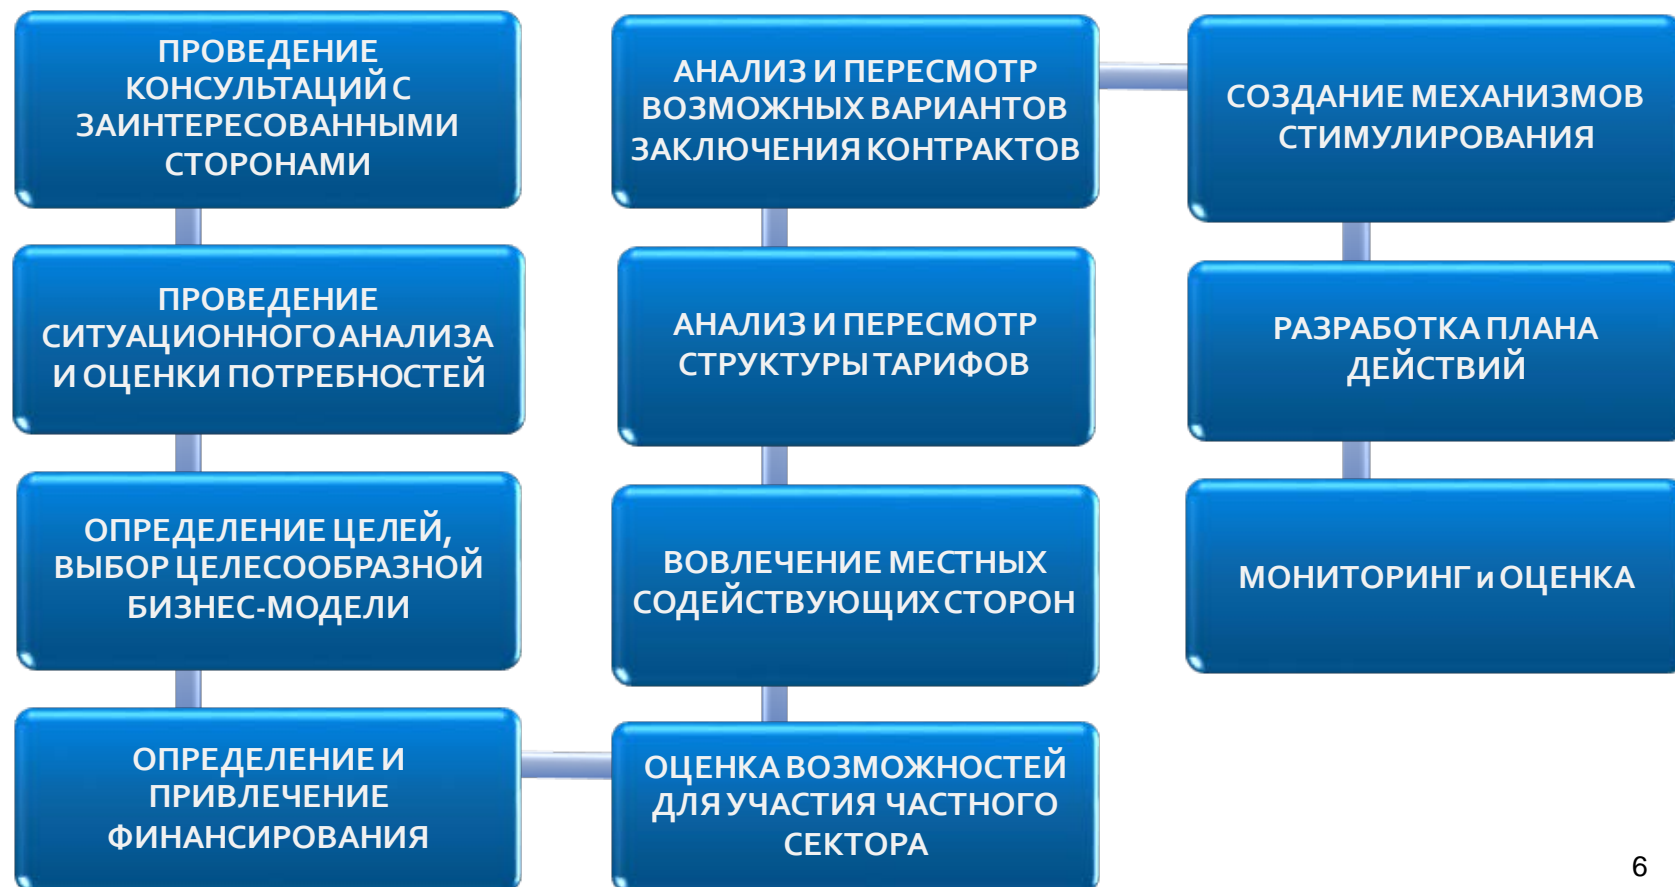 ПРОВЕДЕНИЕ
КОНСУЛЬТАЦИЙ С
ЗАИНТЕРЕСОВАННЫМИ
СТОРОНАМИ
ПРОВЕДЕНИЕ
СИТУАЦИОННОГО АНАЛИЗА
И ОЦЕНКИ ПОТРЕБНОСТЕЙ
ОПРЕДЕЛЕНИЕ ЦЕЛЕЙ,
ВЫБОР ЦЕЛЕСООБРАЗНОЙ
БИЗНЕС-МОДЕЛИ
ОПРЕДЕЛЕНИЕ И
ПРИВЛЕЧЕНИЕ
ФИНАНСИРОВАНИЯ
ОЦЕНКА ВОЗМОЖНОСТЕЙ
ДЛЯ УЧАСТИЯ ЧАСТНОГО
СЕКТОРА
ВОВЛЕЧЕНИЕ МЕСТНЫХ
СОДЕЙСТВУЮЩИХ СТОРОН
АНАЛИЗ И ПЕРЕСМОТР
СТРУКТУРЫ ТАРИФОВ
АНАЛИЗ И ПЕРЕСМОТР
ВОЗМОЖНЫХ ВАРИАНТОВ
ЗАКЛЮЧЕНИЯ КОНТРАКТОВ
СОЗДАНИЕ МЕХАНИЗМОВ
СТИМУЛИРОВАНИЯ
РАЗРАБОТКА ПЛАНА
ДЕЙСТВИЙ
МОНИТОРИНГ и ОЦЕНКА
6